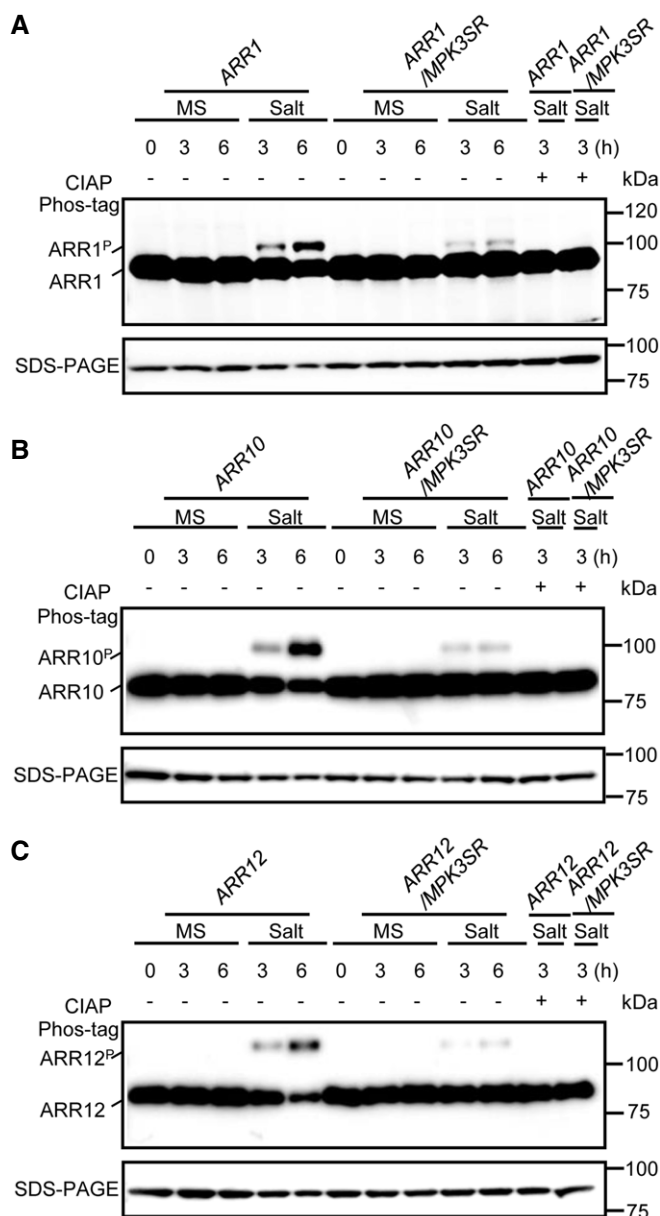 A
ARR1 ARR1 /MPK3SR ARR1 ARR1 /MPK3SR
MS Salt MS Salt Salt Salt
0 3 6 3 6 0 3 6 3 6 3 3 (h)
CIAP - - - - - - - - - - + + kDa
Phos-tag
120
ARR1P 100
ARR1
75
SDS-PAGE 100
75
B
ARR10 ARR10 /MPK3SR ARR10 ARR10 /MPK3SR
MS Salt MS Salt Salt Salt
0 3 6 3 6 0 3 6 3 6 3 3 (h)
CIAP - - - - - - - - - - + + kDa
Phos-tag
ARR10P 100
ARR10
75
SDS-PAGE 100
75
C
ARR12 ARR12 /MPK3SR ARR12 ARR12 /MPK3SR
MS Salt MS Salt Salt Salt
0 3 6 3 6 0 3 6 3 6 3 3 (h)
CIAP - - - - - - - - - - + + kDa
Phos-tag
ARR12P
100
ARR12
75
SDS-PAGE 100
75